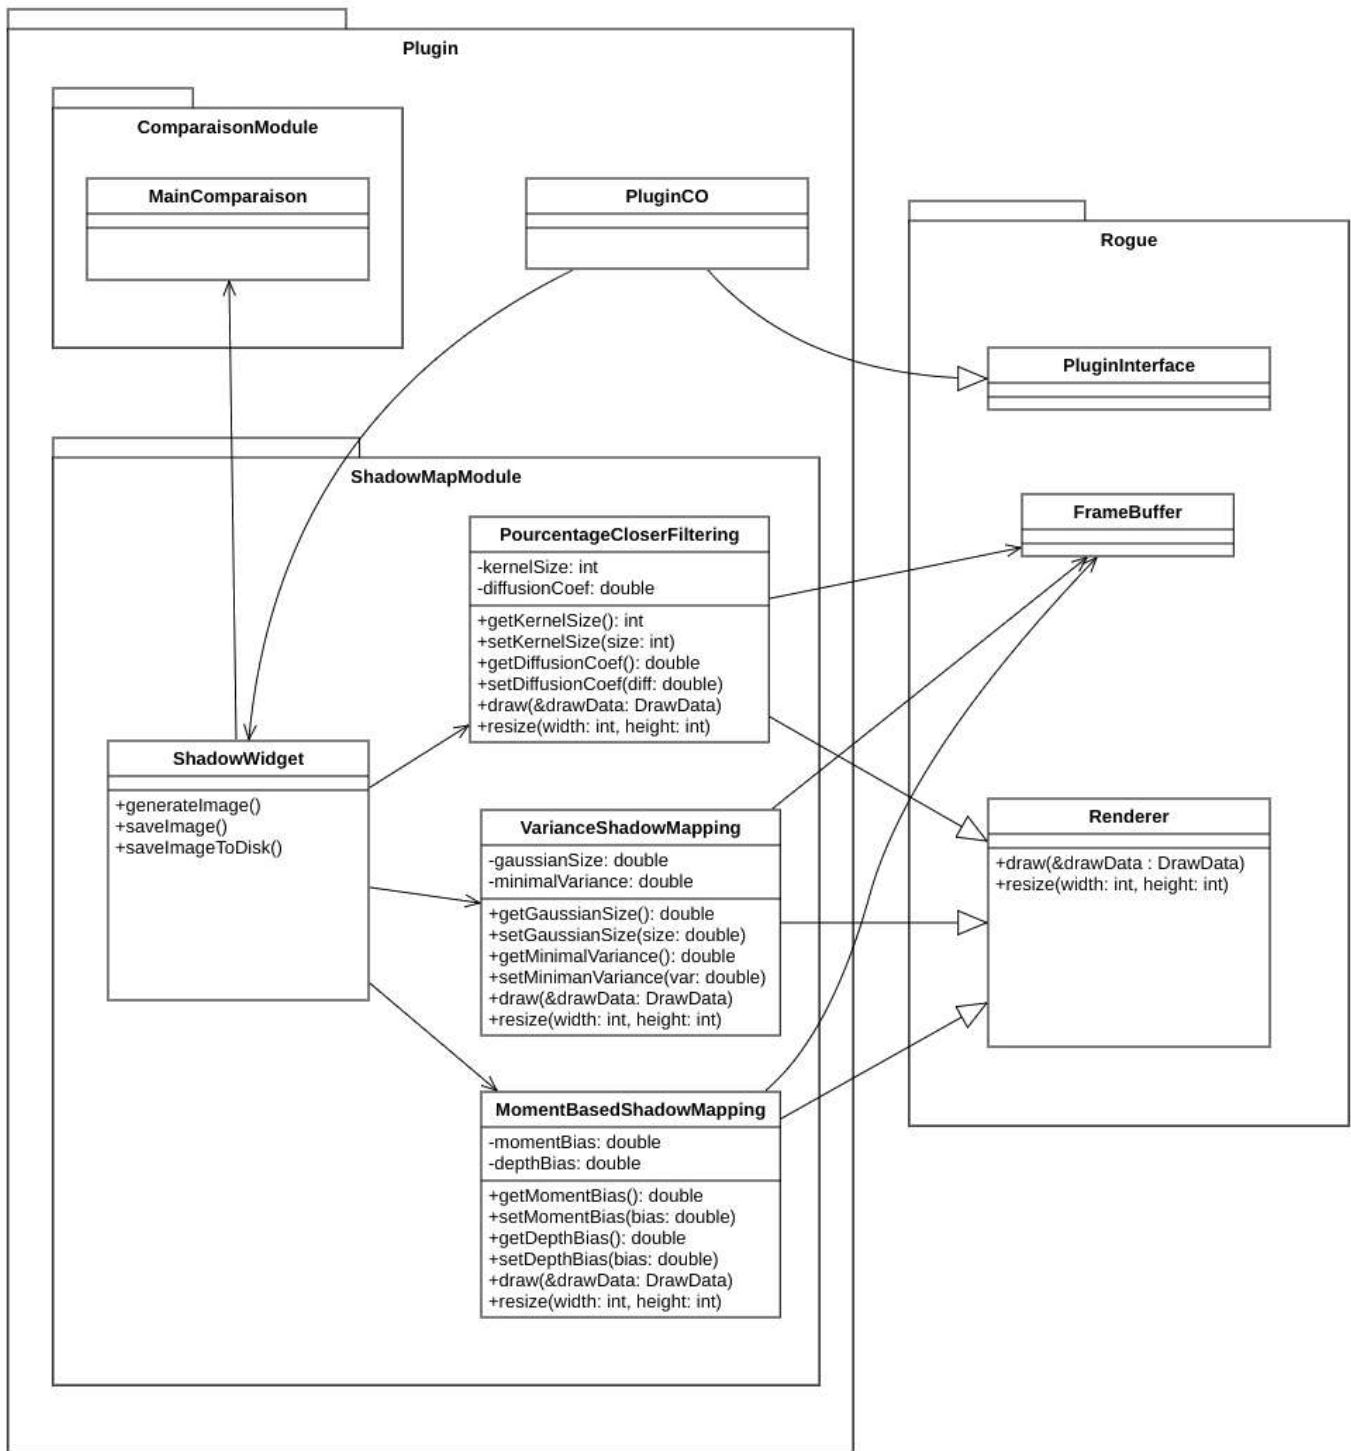 Plugin
ComparaisonModule
MainComparaison
PluginCO
Rogue
PluginInterface
FrameBuffer
ShadowMapModule
PourcentageCloserFiltering
-kernelSize: int
-diffusionCoef: double
+getKernelSize(): int
+setKernelSize(size: int)
+getDiffusionCoef(): double
+setDiffusionCoef(diff: double)
+draw(&drawData: DrawData)
+resize(width: int, height: int)
ShadowWidget
+generateImage()
+saveImage()
+saveImageToDisk()
VarianceShadowMapping
-gaussianSize: double
-minimalVariance: double
+getGaussianSize(): double
+setGaussianSize(size: double)
+getMinimalVariance(): double
+setMinimanVariance(var: double)
+draw(&drawData: DrawData)
+resize(width: int, height: int)
Renderer
+draw(&drawData : DrawData)
+resize(width: int, height: int)
MomentBasedShadowMapping
-momentBias: double
-depthBias: double
+getMomentBias(): double
+setMomentBias(bias: double)
+getDepthBias(): double
+setDepthBias(bias: double)
+draw(&drawData: DrawData)
+resize(width: int, height: int)